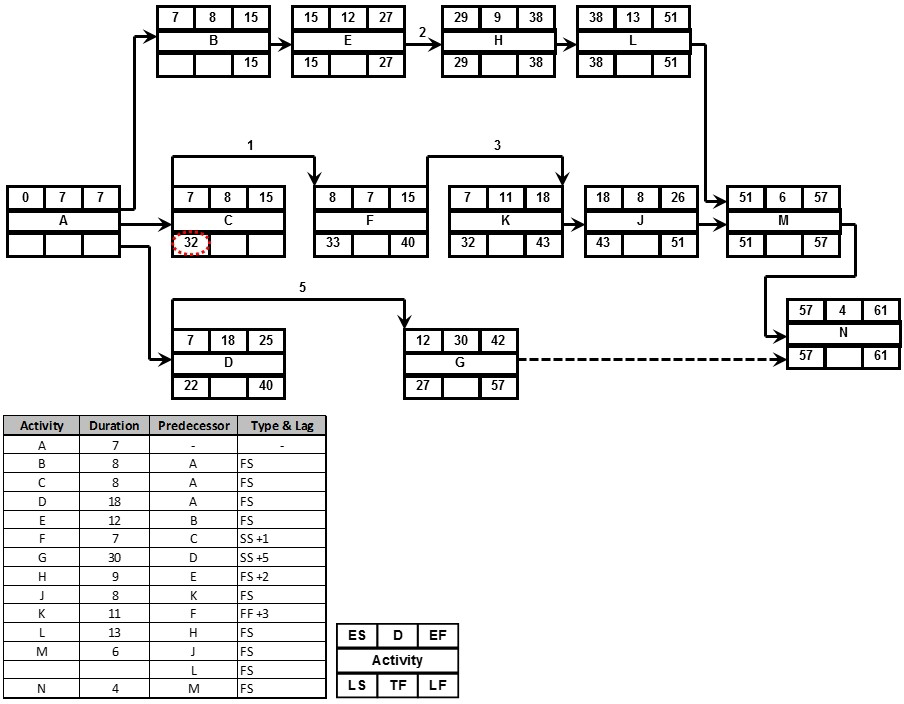 7 8 15
B
15
15 12 27
E
15 27
2
29 9 38
H
29 38
38 13 51
L
38 51
1
3
0 7 7
A
7 8 15
C
32
8 7 15
F
33 40
7 11 18
K
32 43
18 8 26
J
43 51
51 6 57
M
51 57
5
7 18 25
D
22 40
12 30 42
G
27 57
57 4 61
N
57 61
Activity Duration Predecessor Type & Lag
A 7 - -
B 8 A FS
C 8 A FS
D 18 A FS
E 12 B FS
F 7 C SS +1
G 30 D SS +5
H 9 E FS +2
J 8 K FS
K 11 F FF +3
L 13 H FS
M 6 J FS
L FS
N 4 M FS
ES D EF
Activity
LS TF LF